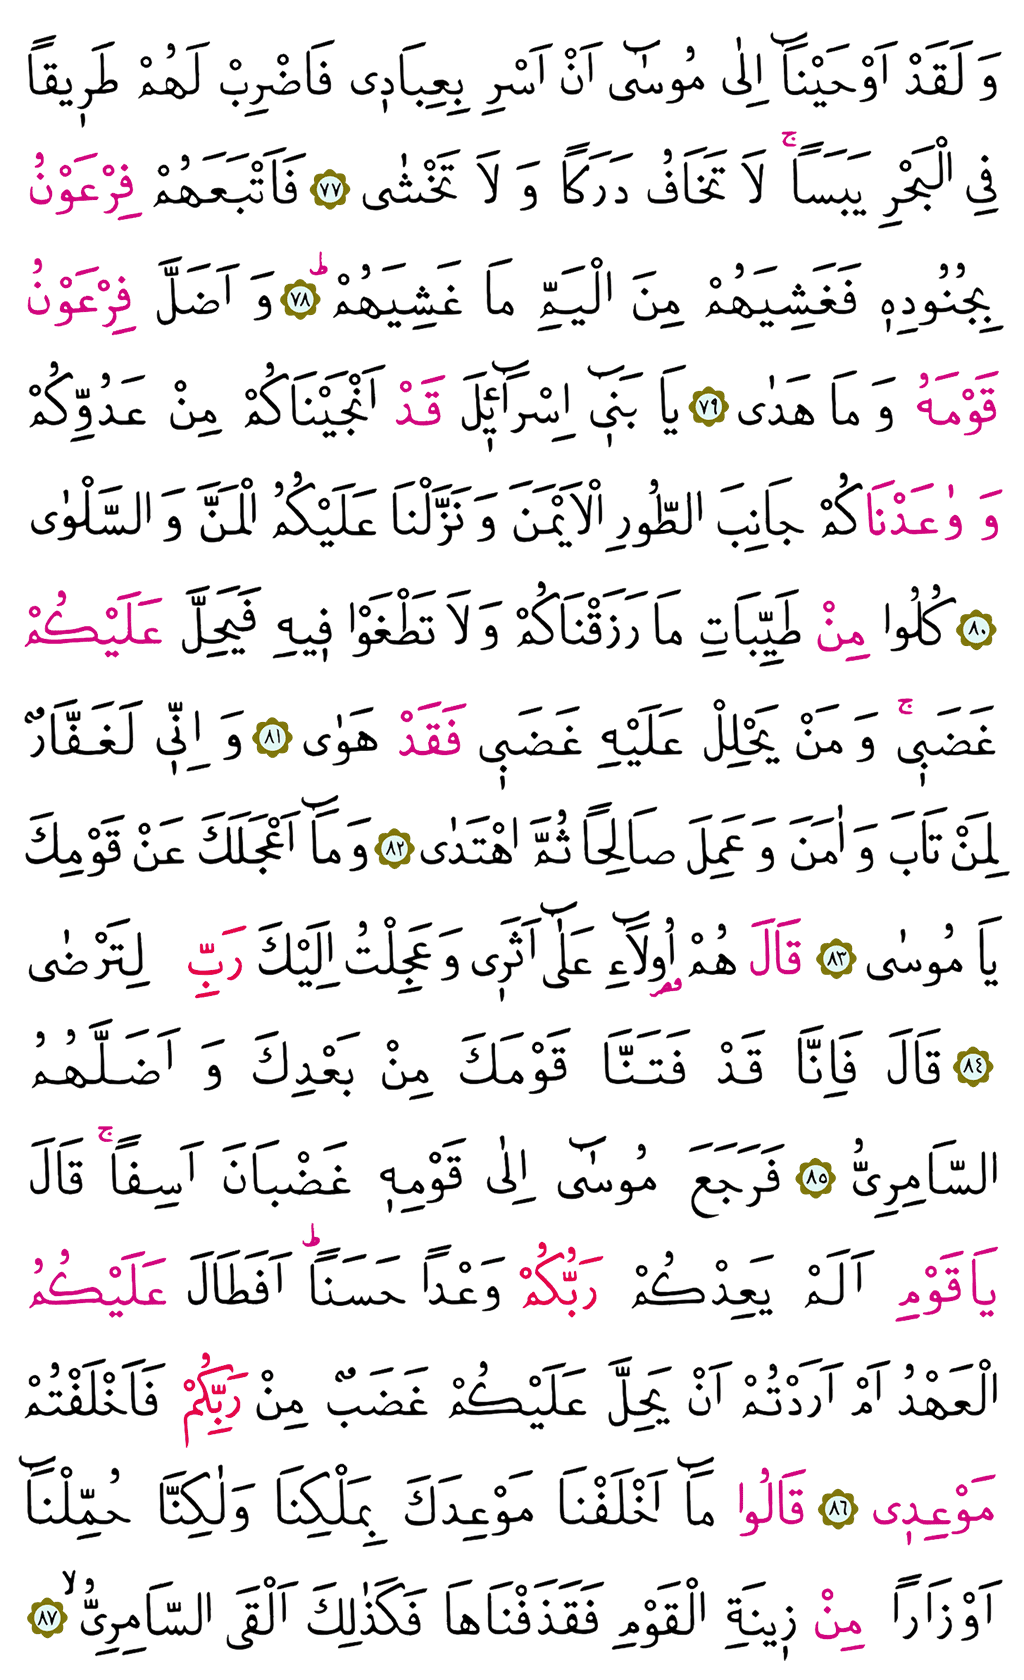 وَ لَقَدْ اَوْحَيْنَٓا اِلٰى مُوسٰٓى اَنْ اَسْرِ بِعِبَادٖى فَاضْرِبْ لَهُمْ طَرٖيقًا
فِى الْبَحْرِ يَبَسًاۚ لَا تَخَافُ دَرَكًا وَ لَا تَخْشٰى ﴿٧٧﴾ فَاَتْبَعَهُمْ فِرْعَوْنُ
بِجُنُودِهٖ فَغَشِيَهُمْ مِنَ الْيَمِّ مَا غَشِيَهُمْؕ ﴿٧٨﴾ وَ اَضَلَّ فِرْعَوْنُ
قَوْمَهُ وَ مَا هَدٰى ﴿٧٩﴾ يَا بَنٖٓى اِسْرَٓائٖلَ قَدْ اَنْجَيْنَاكُمْ مِنْ عَدُوِّكُمْ
وَ وٰعَدْنَاكُمْ جَانِبَ الطُّورِ الْاَيْمَنَ وَ نَزَّلْنَا عَلَيْكُمُ الْمَنَّ وَ السَّلْوٰى
﴿٨٠﴾ كُلُوا مِنْ طَيِّبَاتِ مَا رَزَقْنَاكُمْ وَ لَا تَطْغَوْا فٖيهِ فَيَحِلَّ عَلَيْكُمْ
غَضَبٖىۚ وَ مَنْ يَحْلِلْ عَلَيْهِ غَضَبٖى فَقَدْ هَوٰى ﴿٨١﴾ وَ اِنّٖى لَغَفَّارٌ
لِمَنْ تَابَ وَ اٰمَنَ وَ عَمِلَ صَالِحًا ثُمَّ اهْتَدٰى ﴿٨٢﴾ وَ مَٓا اَعْجَلَكَ عَنْ قَوْمِكَ
يَا مُوسٰى ﴿٨٣﴾ قَالَ هُمْ اُولَٓاءِ عَلٰٓى اَثَرٖى وَ عَجِلْتُ اِلَيْكَ رَبِّ لِتَرْضٰى
﴿٨٤﴾ قَالَ فَاِنَّا قَدْ فَتَنَّا قَوْمَكَ مِنْ بَعْدِكَ وَ اَضَلَّهُمُ
السَّامِرِىُّ ﴿٨٥﴾ فَرَجَعَ مُوسٰٓى اِلٰى قَوْمِهٖ غَضْبَانَ اَسِفًاۚ قَالَ
يَا قَوْمِ اَلَمْ يَعِدْكُمْ رَبُّكُمْ وَعْدًا حَسَنًاؕ اَفَطَالَ عَلَيْكُمُ
الْعَهْدُ اَمْ اَرَدْتُمْ اَنْ يَحِلَّ عَلَيْكُمْ غَضَبٌ مِنْ رَبِّكُمْ فَاَخْلَفْتُمْ
مَوْعِدٖى ﴿٨٦﴾ قَالُوا مَٓا اَخْلَفْنَا مَوْعِدَكَ بِمَلْكِنَا وَلٰكِنَّا حُمِّلْنَٓا
اَوْزَارًا مِنْ زٖينَةِ الْقَوْمِ فَقَذَفْنَاهَا فَكَذٰلِكَ اَلْقَى السَّامِرِىُّۙ ﴿٨٧﴾